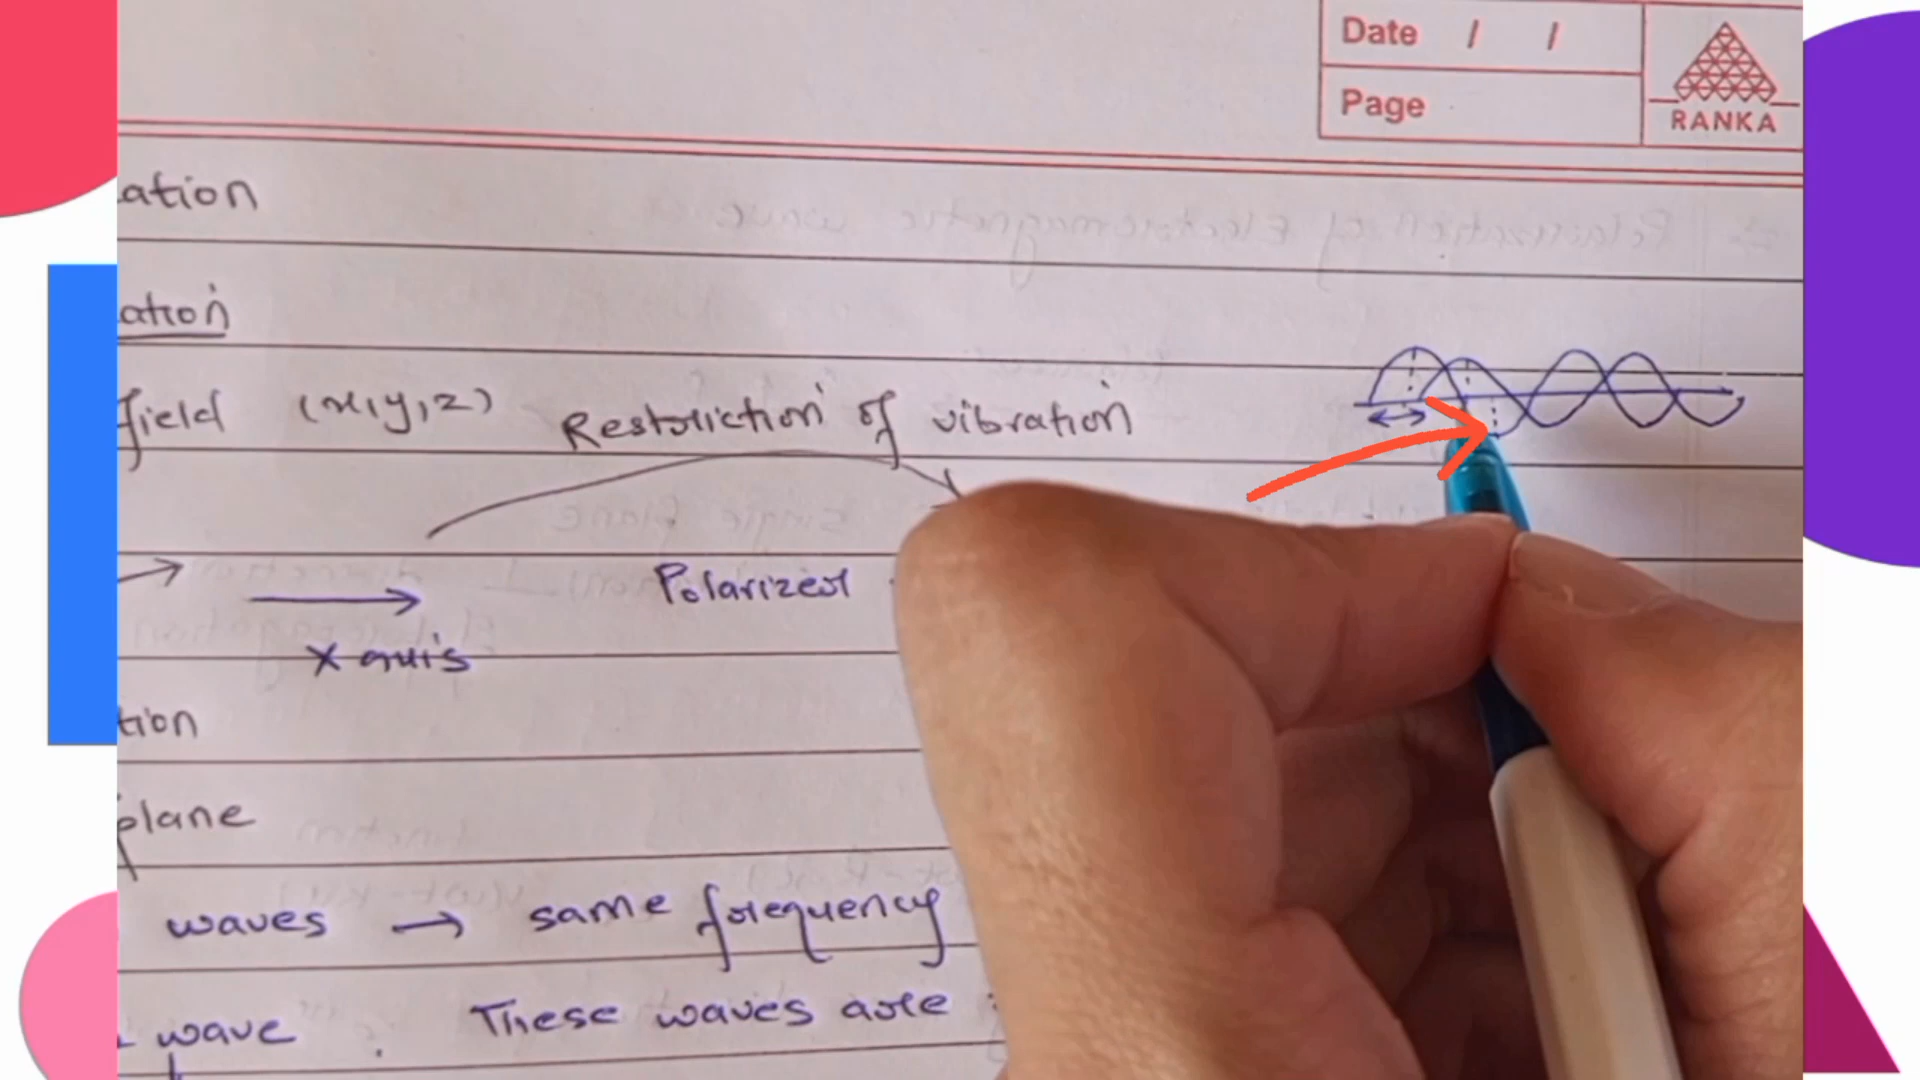 Date / /
Page
RANKA
ation
ation
field (x,y,z) Restriction of vibration
Polarized
X axis
tion
plane
waves → same frequency
wave. These waves are